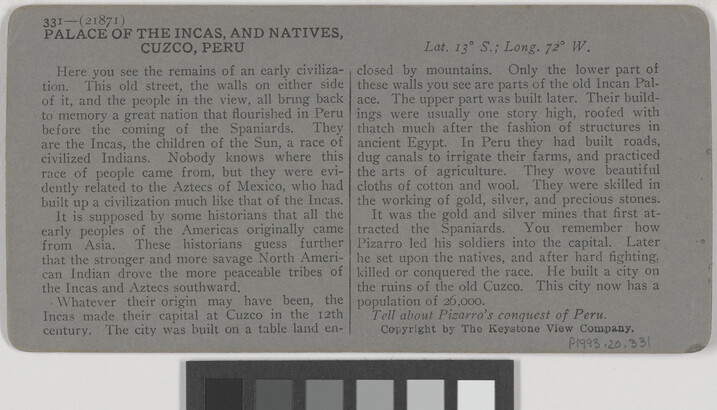 331—(21871)
PALACE OF THE INCAS, AND NATIVES,
CUZCO, PERU
Lat. 13° S.; Long. 72° W.
Here you see the remains of an early civiliza-
tion. This old street, the walls on either side
of it, and the people in the view, all bring back
to memory a great nation that flourished in Peru
before the coming of the Spaniards. They
are the Incas, the children of the Sun, a race of
civilized Indians. Nobody knows where this
race of people came from, but they were evi-
dently related to the Aztecs of Mexico, who had
built up a civilization much like that of the Incas.
It is supposed by some historians that all the
early peoples of the Americas originally came
from Asia. These historians guess further
that the stronger and more savage North Ameri-
can Indian drove the more peaceable tribes of
the Incas and Aztecs southward.
Whatever their origin may have been, the
Incas made their capital at Cuzco in the 12th
century. The city was built on a table land en-
closed by mountains. Only the lower part of
these walls you see are parts of the old Incan Pal-
ace. The upper part was built later. Their build-
ings were usually one story high, roofed with
thatch much after the fashion of structures in
ancient Egypt. In Peru they had built roads,
dug canals to irrigate their farms, and practiced
the arts of agriculture. They wove beautiful
cloths of cotton and wool. They were skilled in
the working of gold, silver, and precious stones.
It was the gold and silver mines that first at-
tracted the Spaniards. You remember how
Pizarro led his soldiers into the capital. Later
he set upon the natives, and after hard fighting,
killed or conquered the race. He built a city on
the ruins of the old Cuzco. This city now has a
population of 26,000.
Tell about Pizarro's conquest of Peru.
Copyright by The Keystone View Company.
P1993.20.331